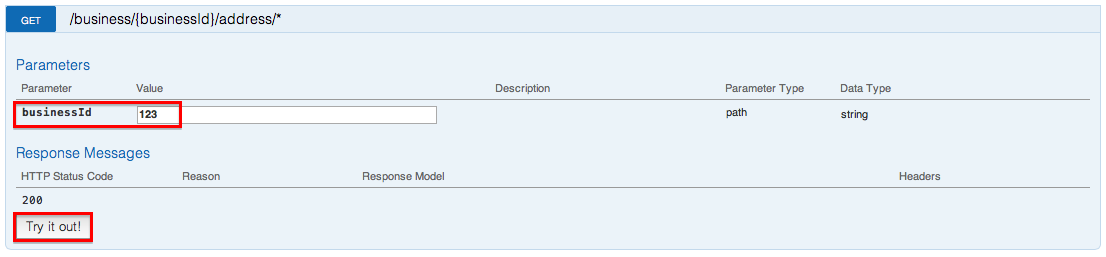 GET /business/{businessId}/address/*
Parameters
Parameter Value Description Parameter Type Data Type
businessId 123 path string
Response Messages
HTTP Status Code Reason Response Model Headers
200
Try it out!